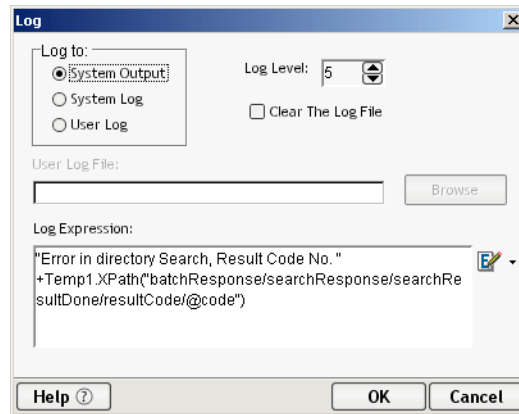 Log
Log to:
System Output
System Log
User Log
Log Level: 5
Clear The Log File
User Log File:
Browse
Log Expression:
"Error in directory Search, Result Code No. "
+Temp1.XPath("batchResponse/searchResponse/searchRe
sultDone/resultCode/@code")
Help ?
OK
Cancel